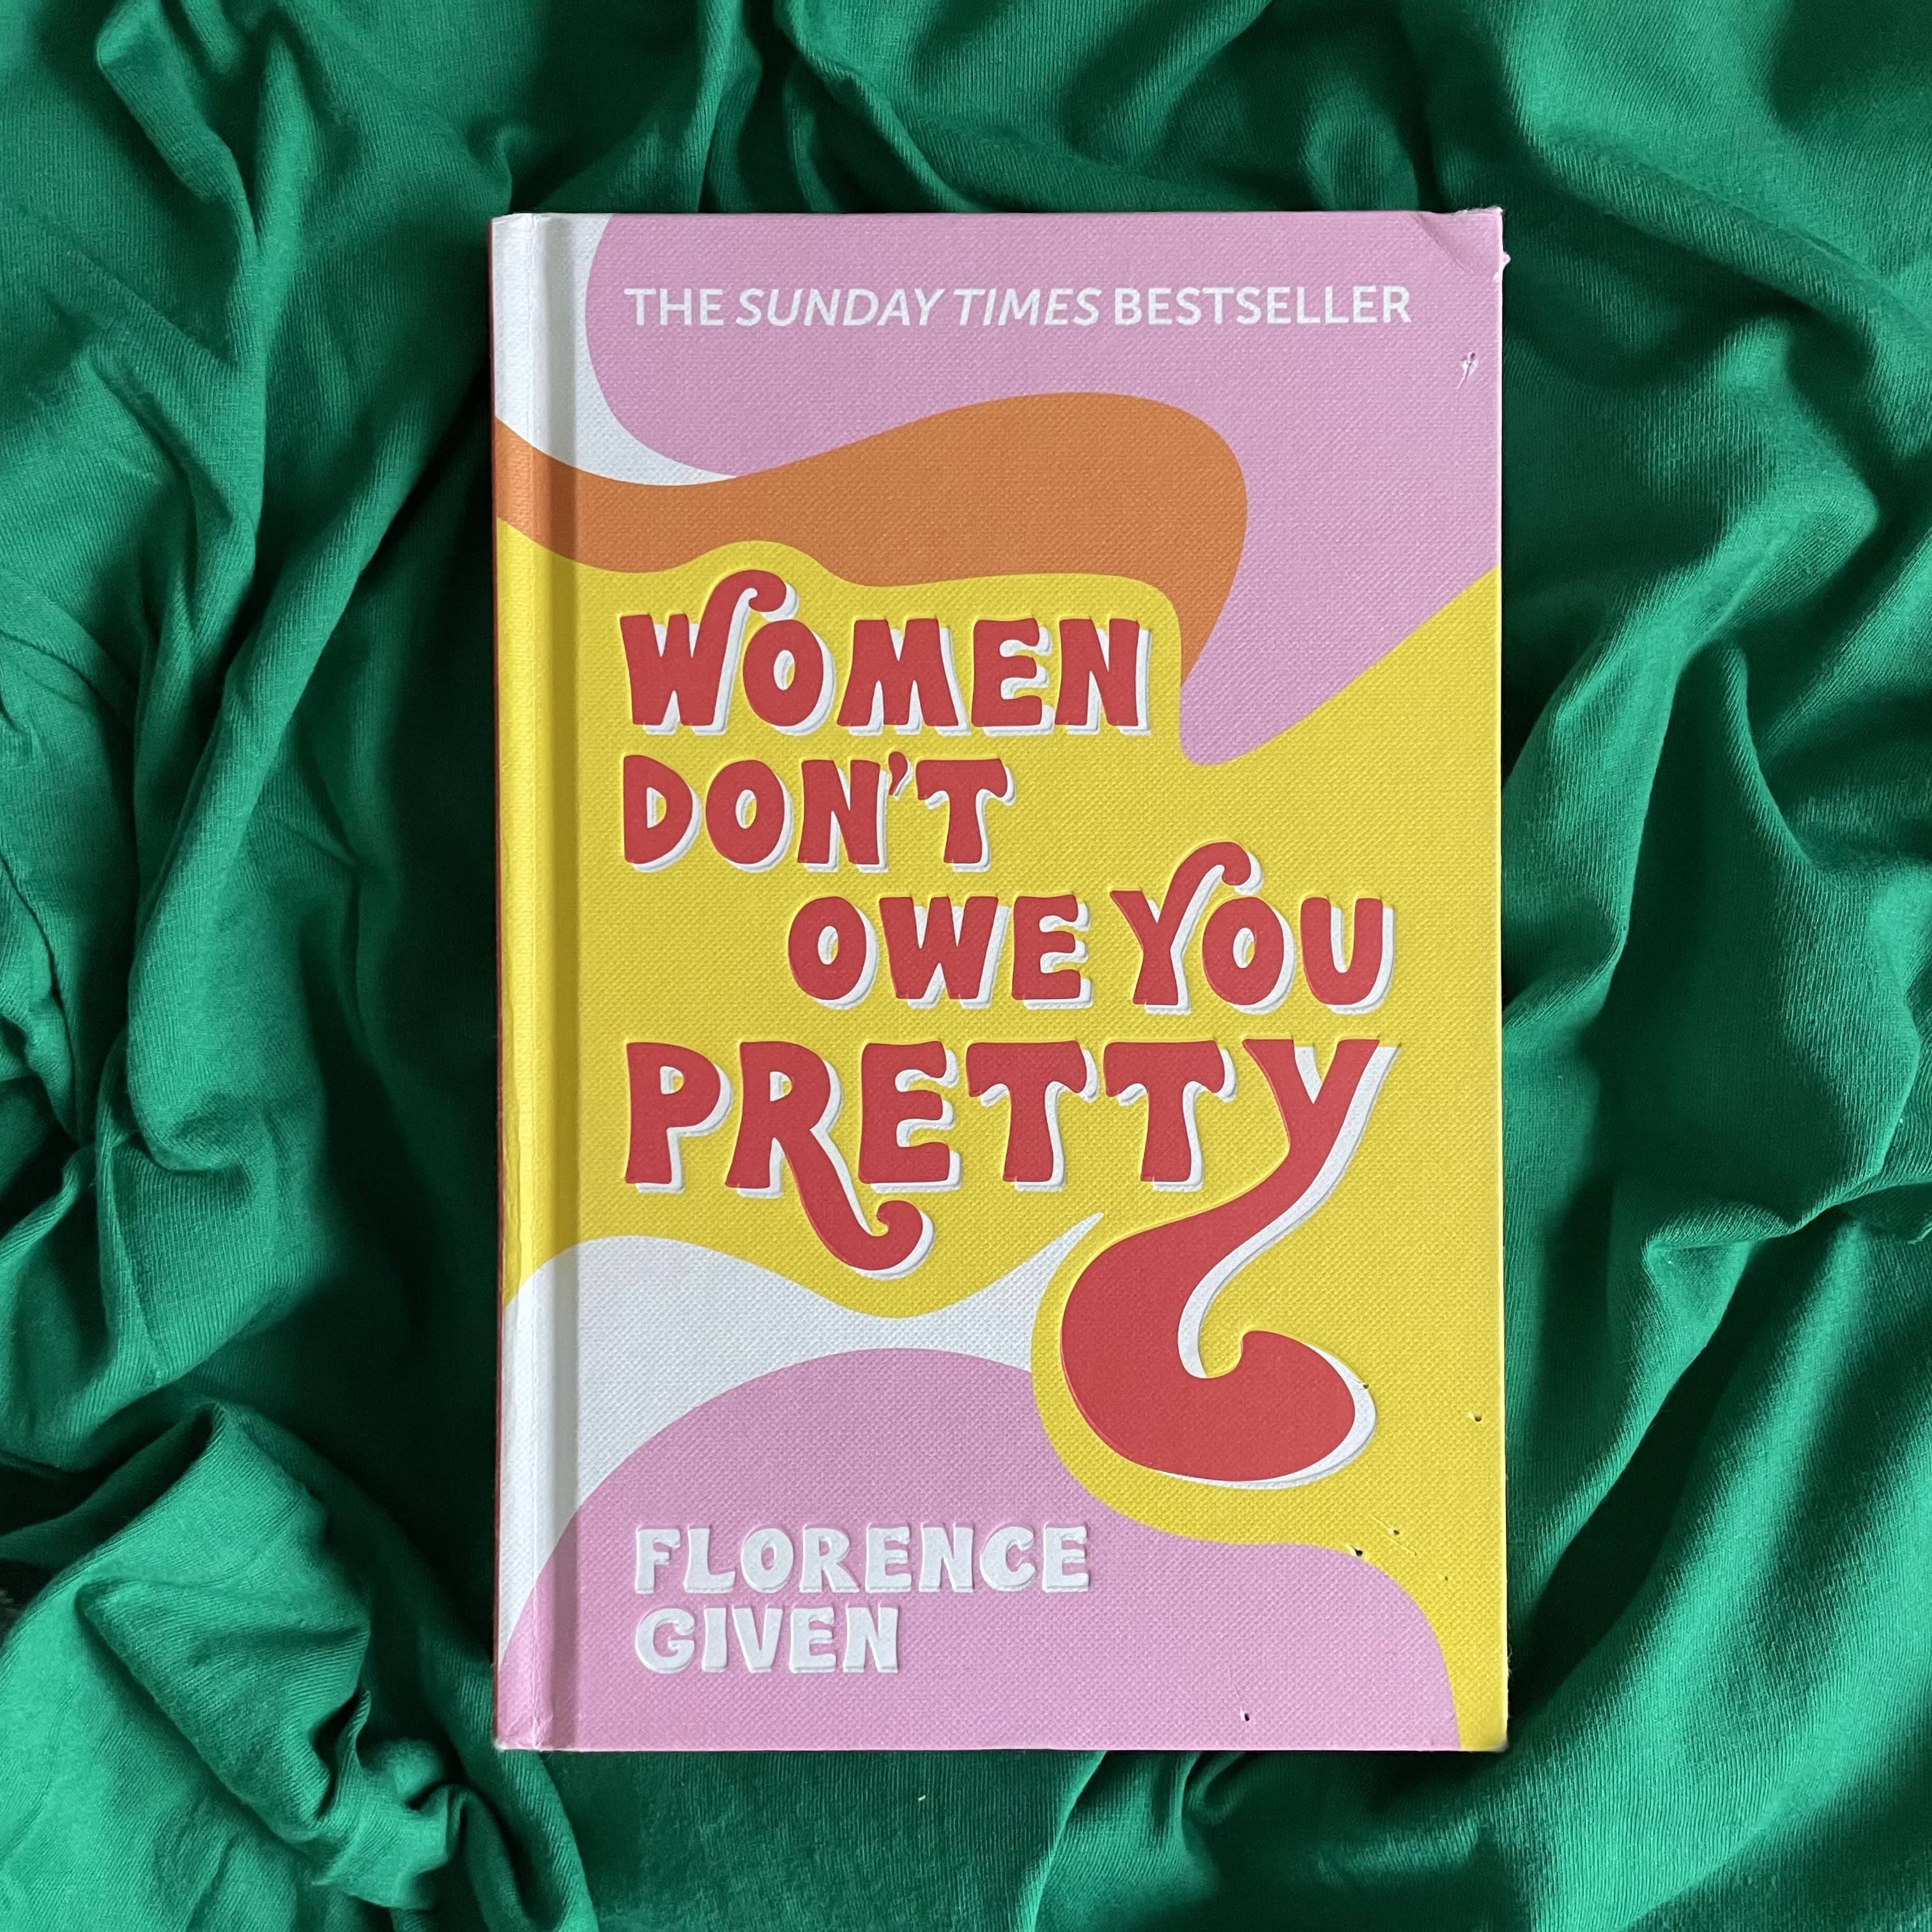 THE SUNDAY TIMES BESTSELLER
WOMEN
DON'T
OWE YOU
PRETTY
FLORENCE
GIVEN